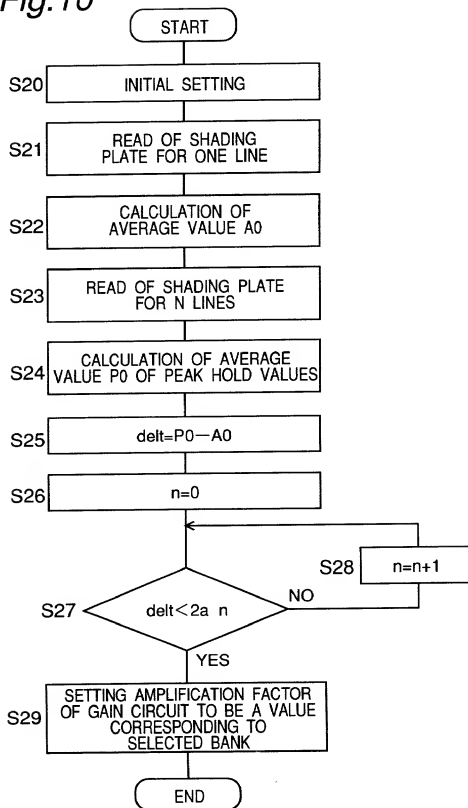 Fig.10
START
S20
INITIAL SETTING
S21
READ OF SHADING
PLATE FOR ONE LINE
S22
CALCULATION OF
AVERAGE VALUE A0
S23
READ OF SHADING PLATE
FOR N LINES
S24
CALCULATION OF AVERAGE
VALUE P0 OF PEAK HOLD VALUES
S25
delt=P0−A0
S26
n=0
S28
n=n+1
S27
delt<2a n
NO
YES
S29
SETTING AMPLIFICATION FACTOR
OF GAIN CIRCUIT TO BE A VALUE
CORRESPONDING TO
SELECTED BANK
END